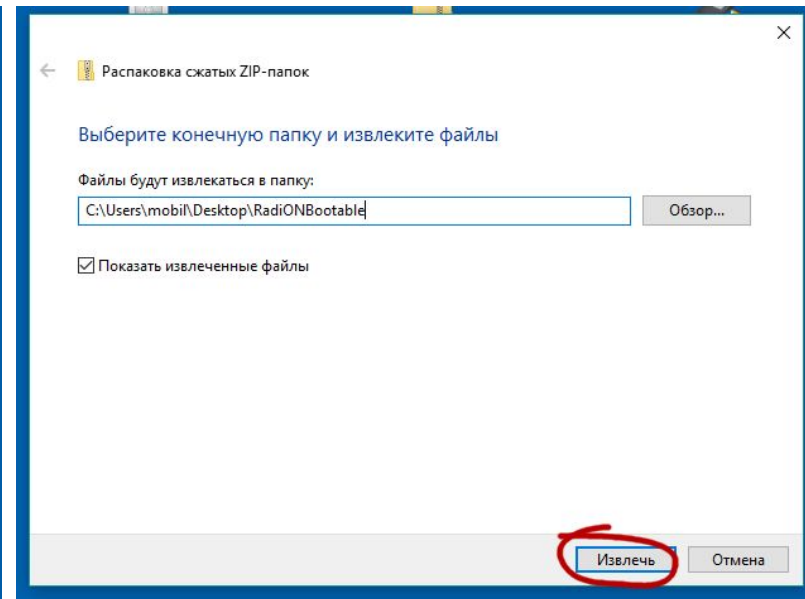 Распаковка сжатых ZIP-папок
Выберите конечную папку и извлеките файлы
Файлы будут извлекаться в папку:
C:\Users\mobil\Desktop\RadiONBootable
Обзор...
Показать извлеченные файлы
Извлечь
Отмена